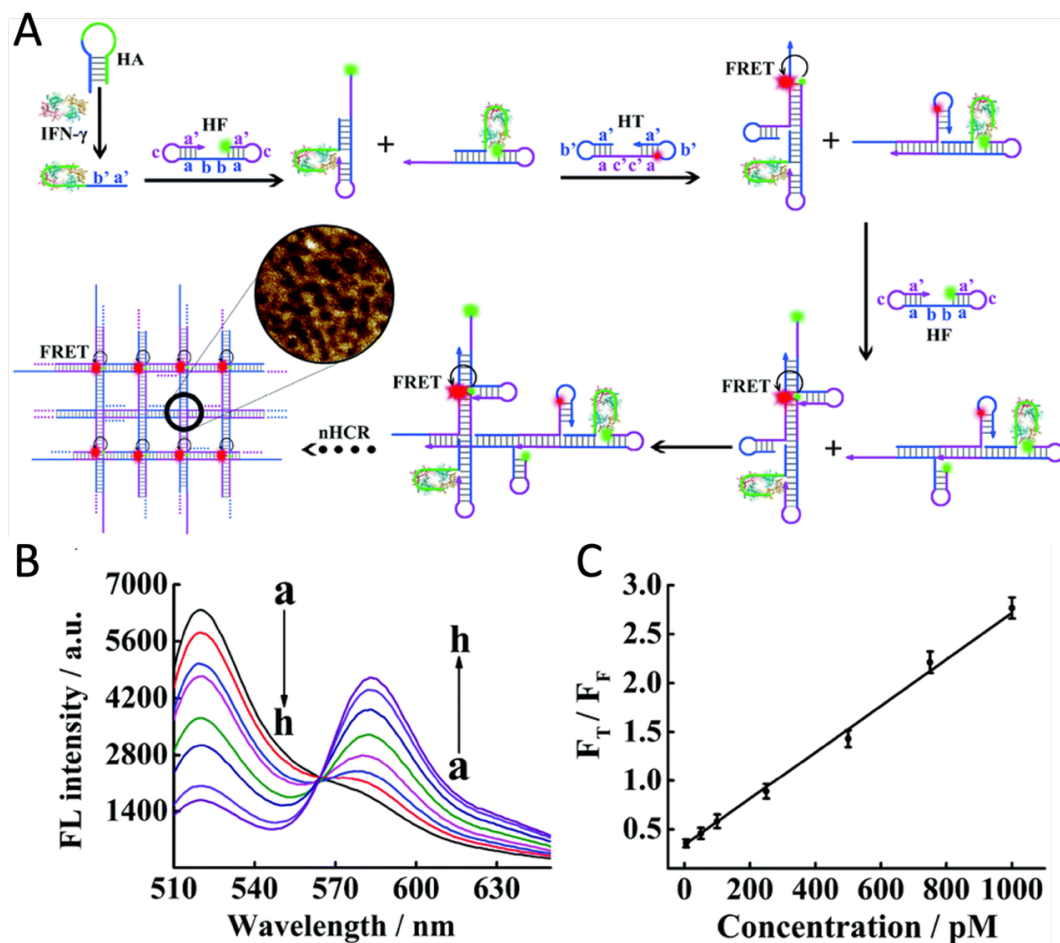 A
HA
IFN-γ
b' a'
HF
a' a'
c c
a b b a
+
HT
a' a'
b' b'
a c' c' a
FRET
+
a' a'
c c
a b b a
HF
FRET
+
FRET
nHCR
FRET
B
FL intensity / a.u.
7000
5600
4200
2800
1400
a
h
h
a
510 540 570 600 630
Wavelength / nm
C
F_T / F_F
3.0
2.5
2.0
1.5
1.0
0.5
0 200 400 600 800 1000
Concentration / pM